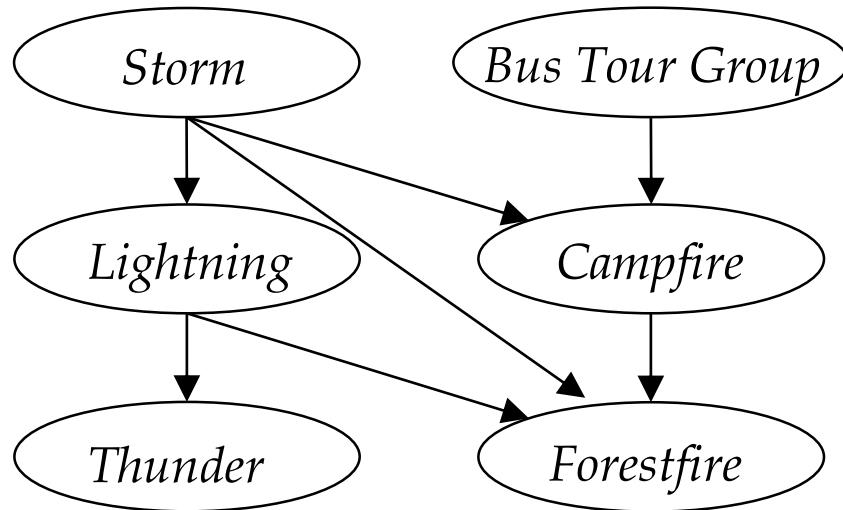 Storm
Bus Tour Group
Lightning
Campfire
Thunder
Forestfire